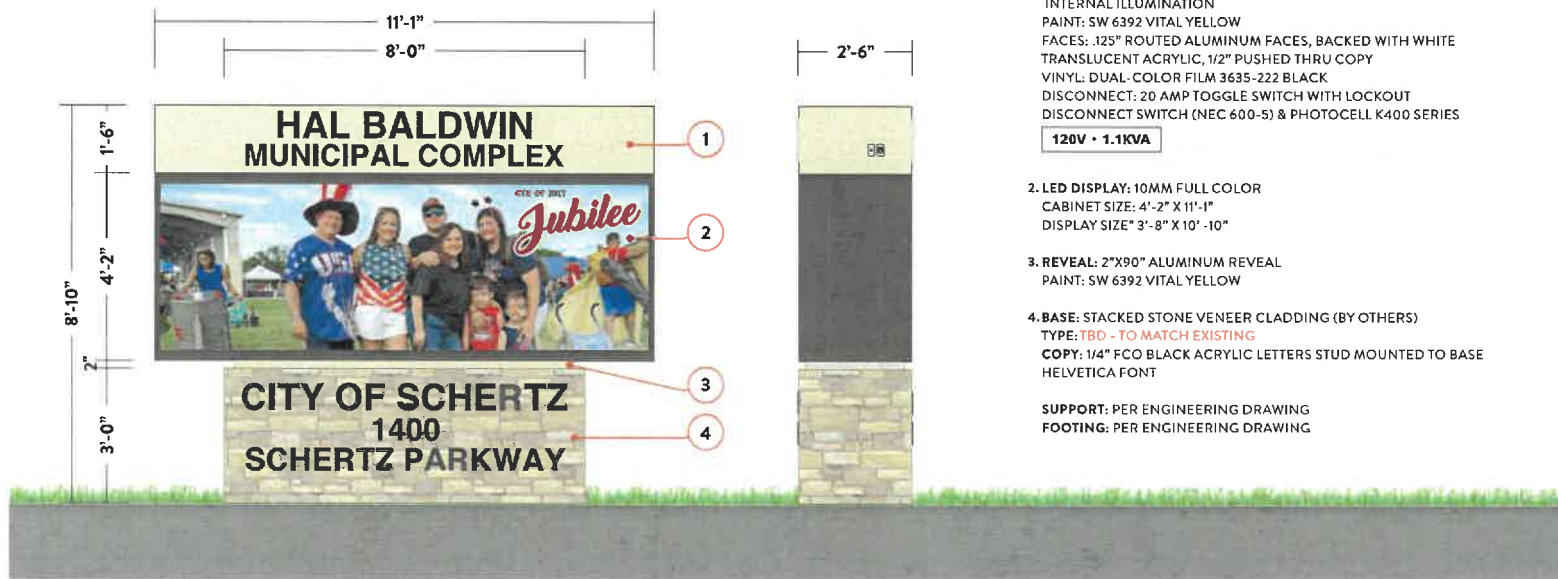 11'-1"
8'-0"
2'-6"
1'-6"
4'-2"
8'-10"
2"
3'-0"
HAL BALDWIN
MUNICIPAL COMPLEX
CITY OF SCHERTZ
1400
SCHERTZ PARKWAY
Jubilee
USA
1
2
3
4
INTERNAL ILLUMINATION
PAINT: SW 6392 VITAL YELLOW
FACES: .125" ROUTED ALUMINUM FACES, BACKED WITH WHITE
TRANSLUCENT ACRYLIC, 1/2" PUSHED THRU COPY
VINYL: DUAL-COLOR FILM 3635-222 BLACK
DISCONNECT: 20 AMP TOGGLE SWITCH WITH LOCKOUT
DISCONNECT SWITCH (NEC 600-5) & PHOTOCELL K400 SERIES
120V • 1.1KVA
2. LED DISPLAY: 10MM FULL COLOR
CABINET SIZE: 4'-2" X 11'-1"
DISPLAY SIZE" 3'-8" X 10' -10"
3. REVEAL: 2"X90" ALUMINUM REVEAL
PAINT: SW 6392 VITAL YELLOW
4. BASE: STACKED STONE VENEER CLADDING (BY OTHERS)
TYPE: TBD - TO MATCH EXISTING
COPY: 1/4" FCO BLACK ACRYLIC LETTERS STUD MOUNTED TO BASE
HELVETICA FONT
SUPPORT: PER ENGINEERING DRAWING
FOOTING: PER ENGINEERING DRAWING